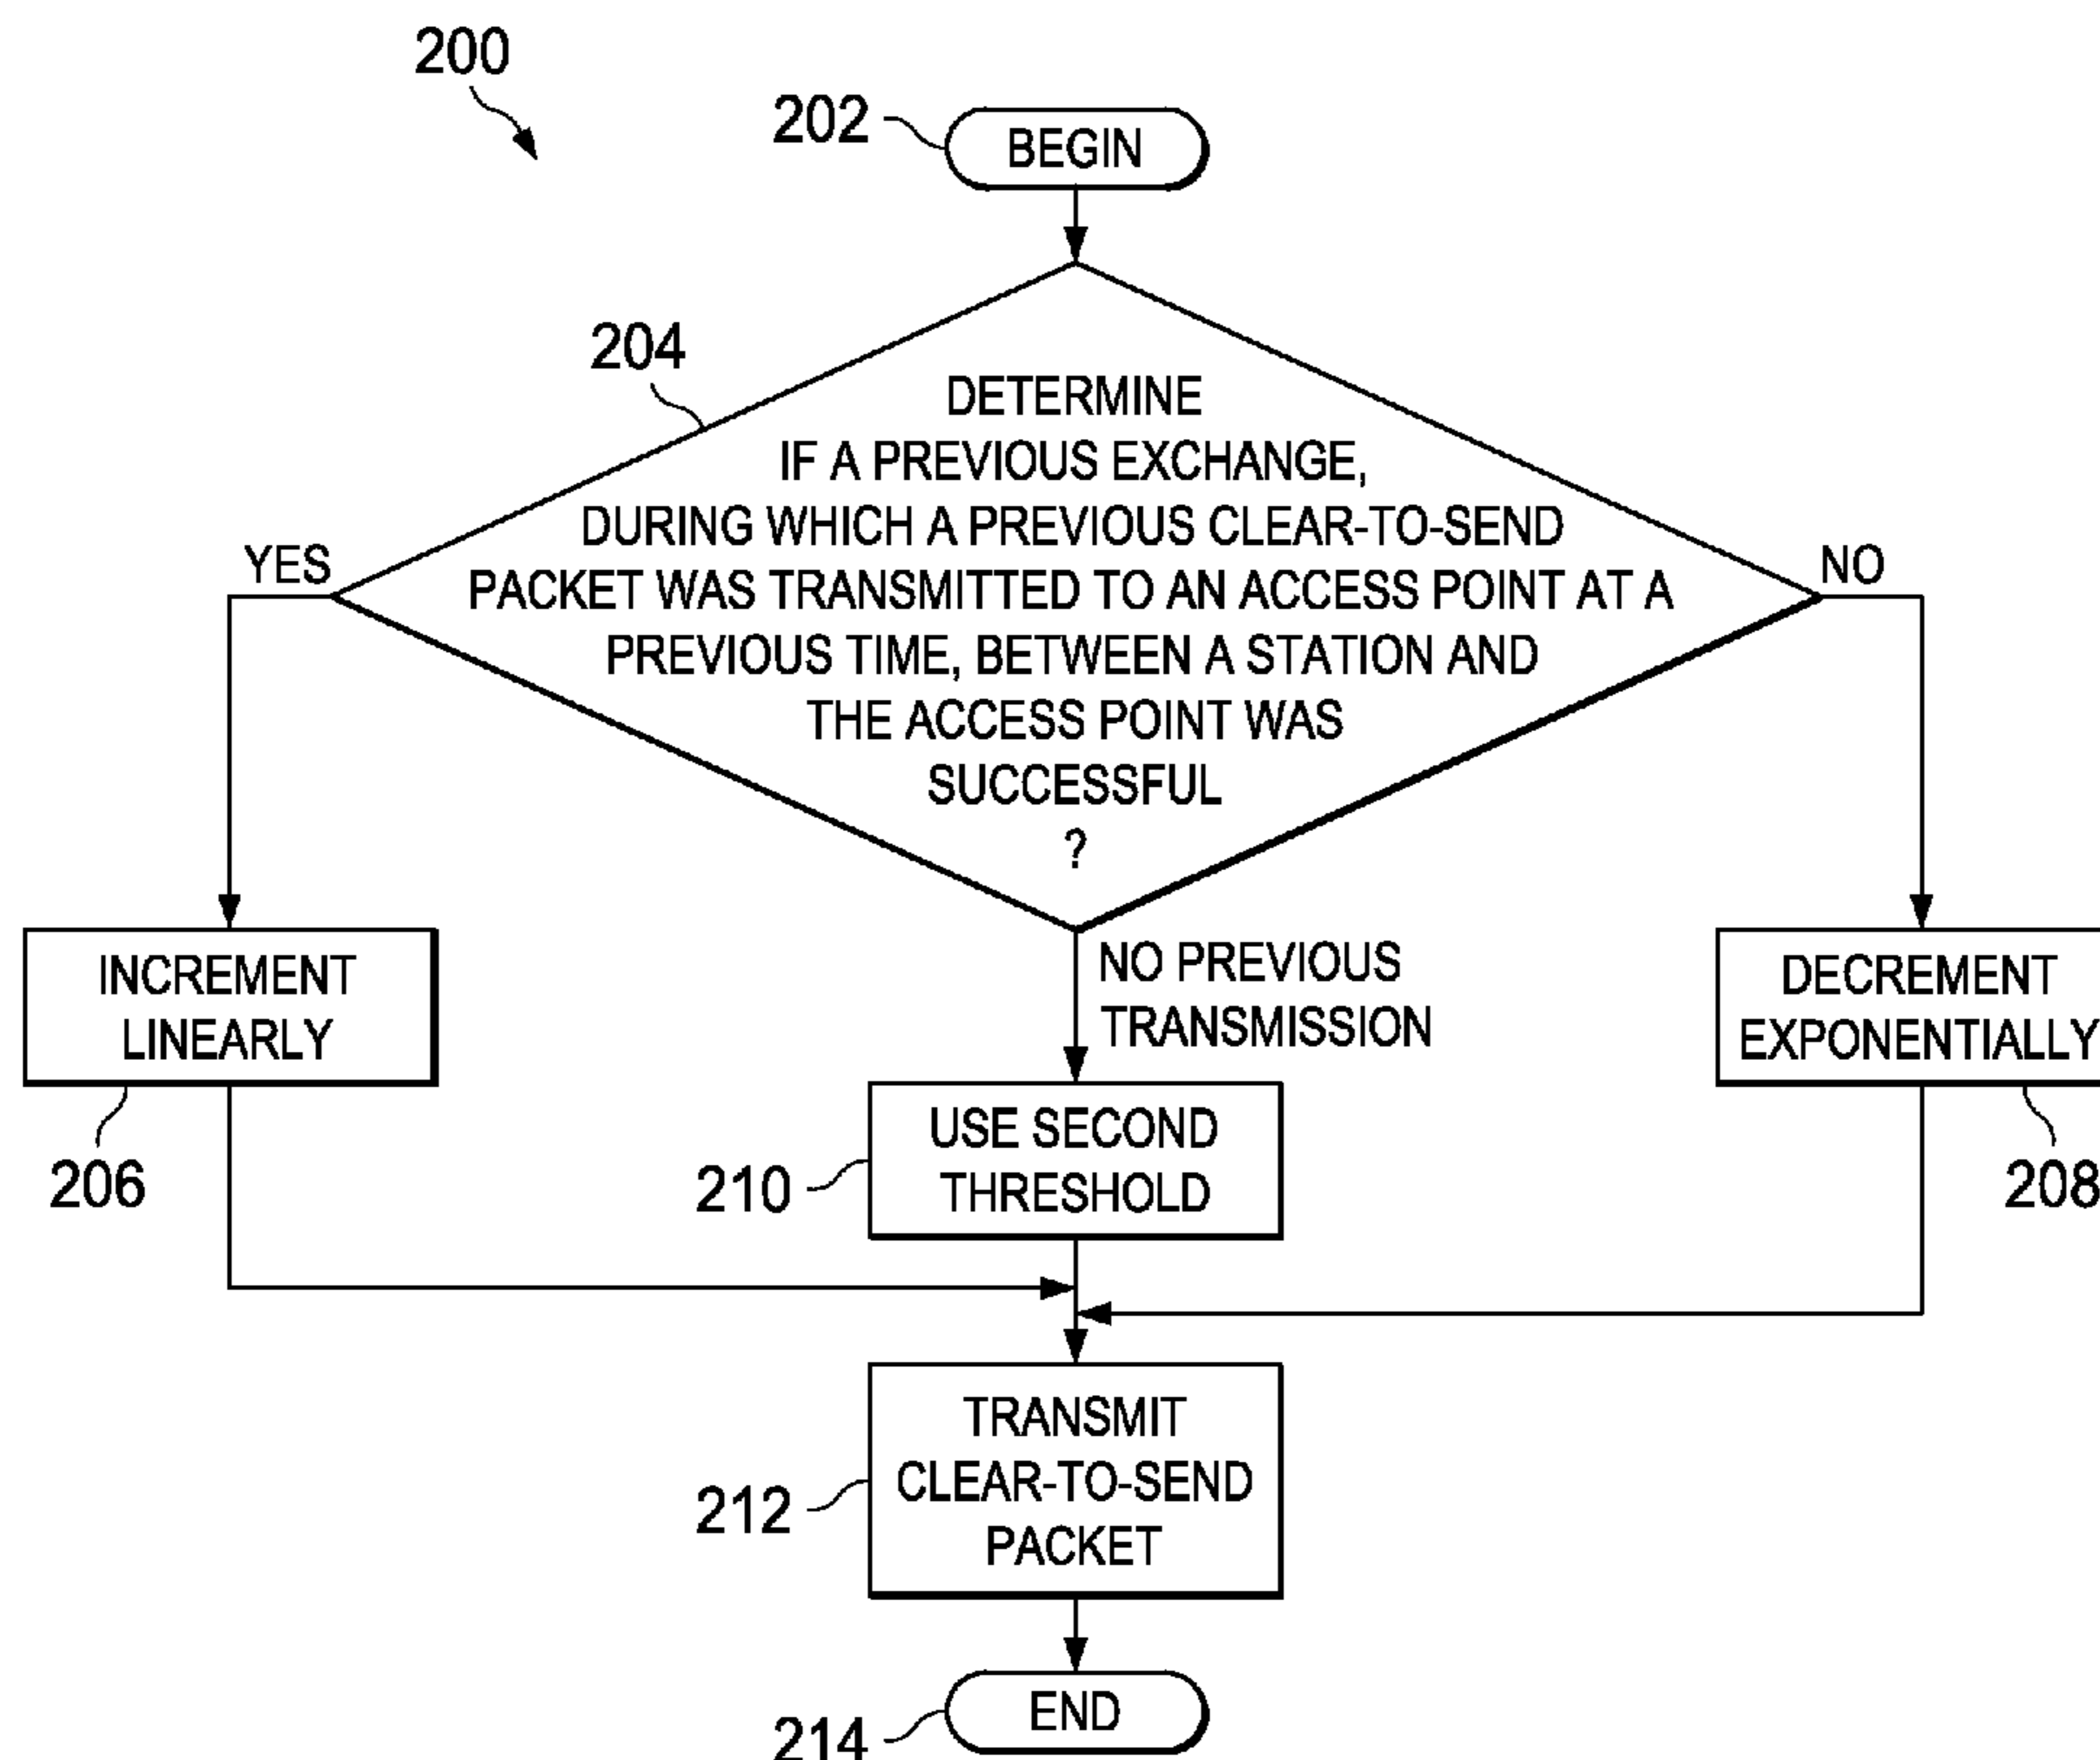 200
202
BEGIN
204
DETERMINE
IF A PREVIOUS EXCHANGE,
DURING WHICH A PREVIOUS CLEAR-TO-SEND
PACKET WAS TRANSMITTED TO AN ACCESS POINT AT A
PREVIOUS TIME, BETWEEN A STATION AND
THE ACCESS POINT WAS
SUCCESSFUL
?
YES
NO
INCREMENT
LINEARLY
206
NO PREVIOUS
TRANSMISSION
DECREMENT
EXPONENTIALLY
208
USE SECOND
THRESHOLD
210
TRANSMIT
CLEAR-TO-SEND
PACKET
212
END
214